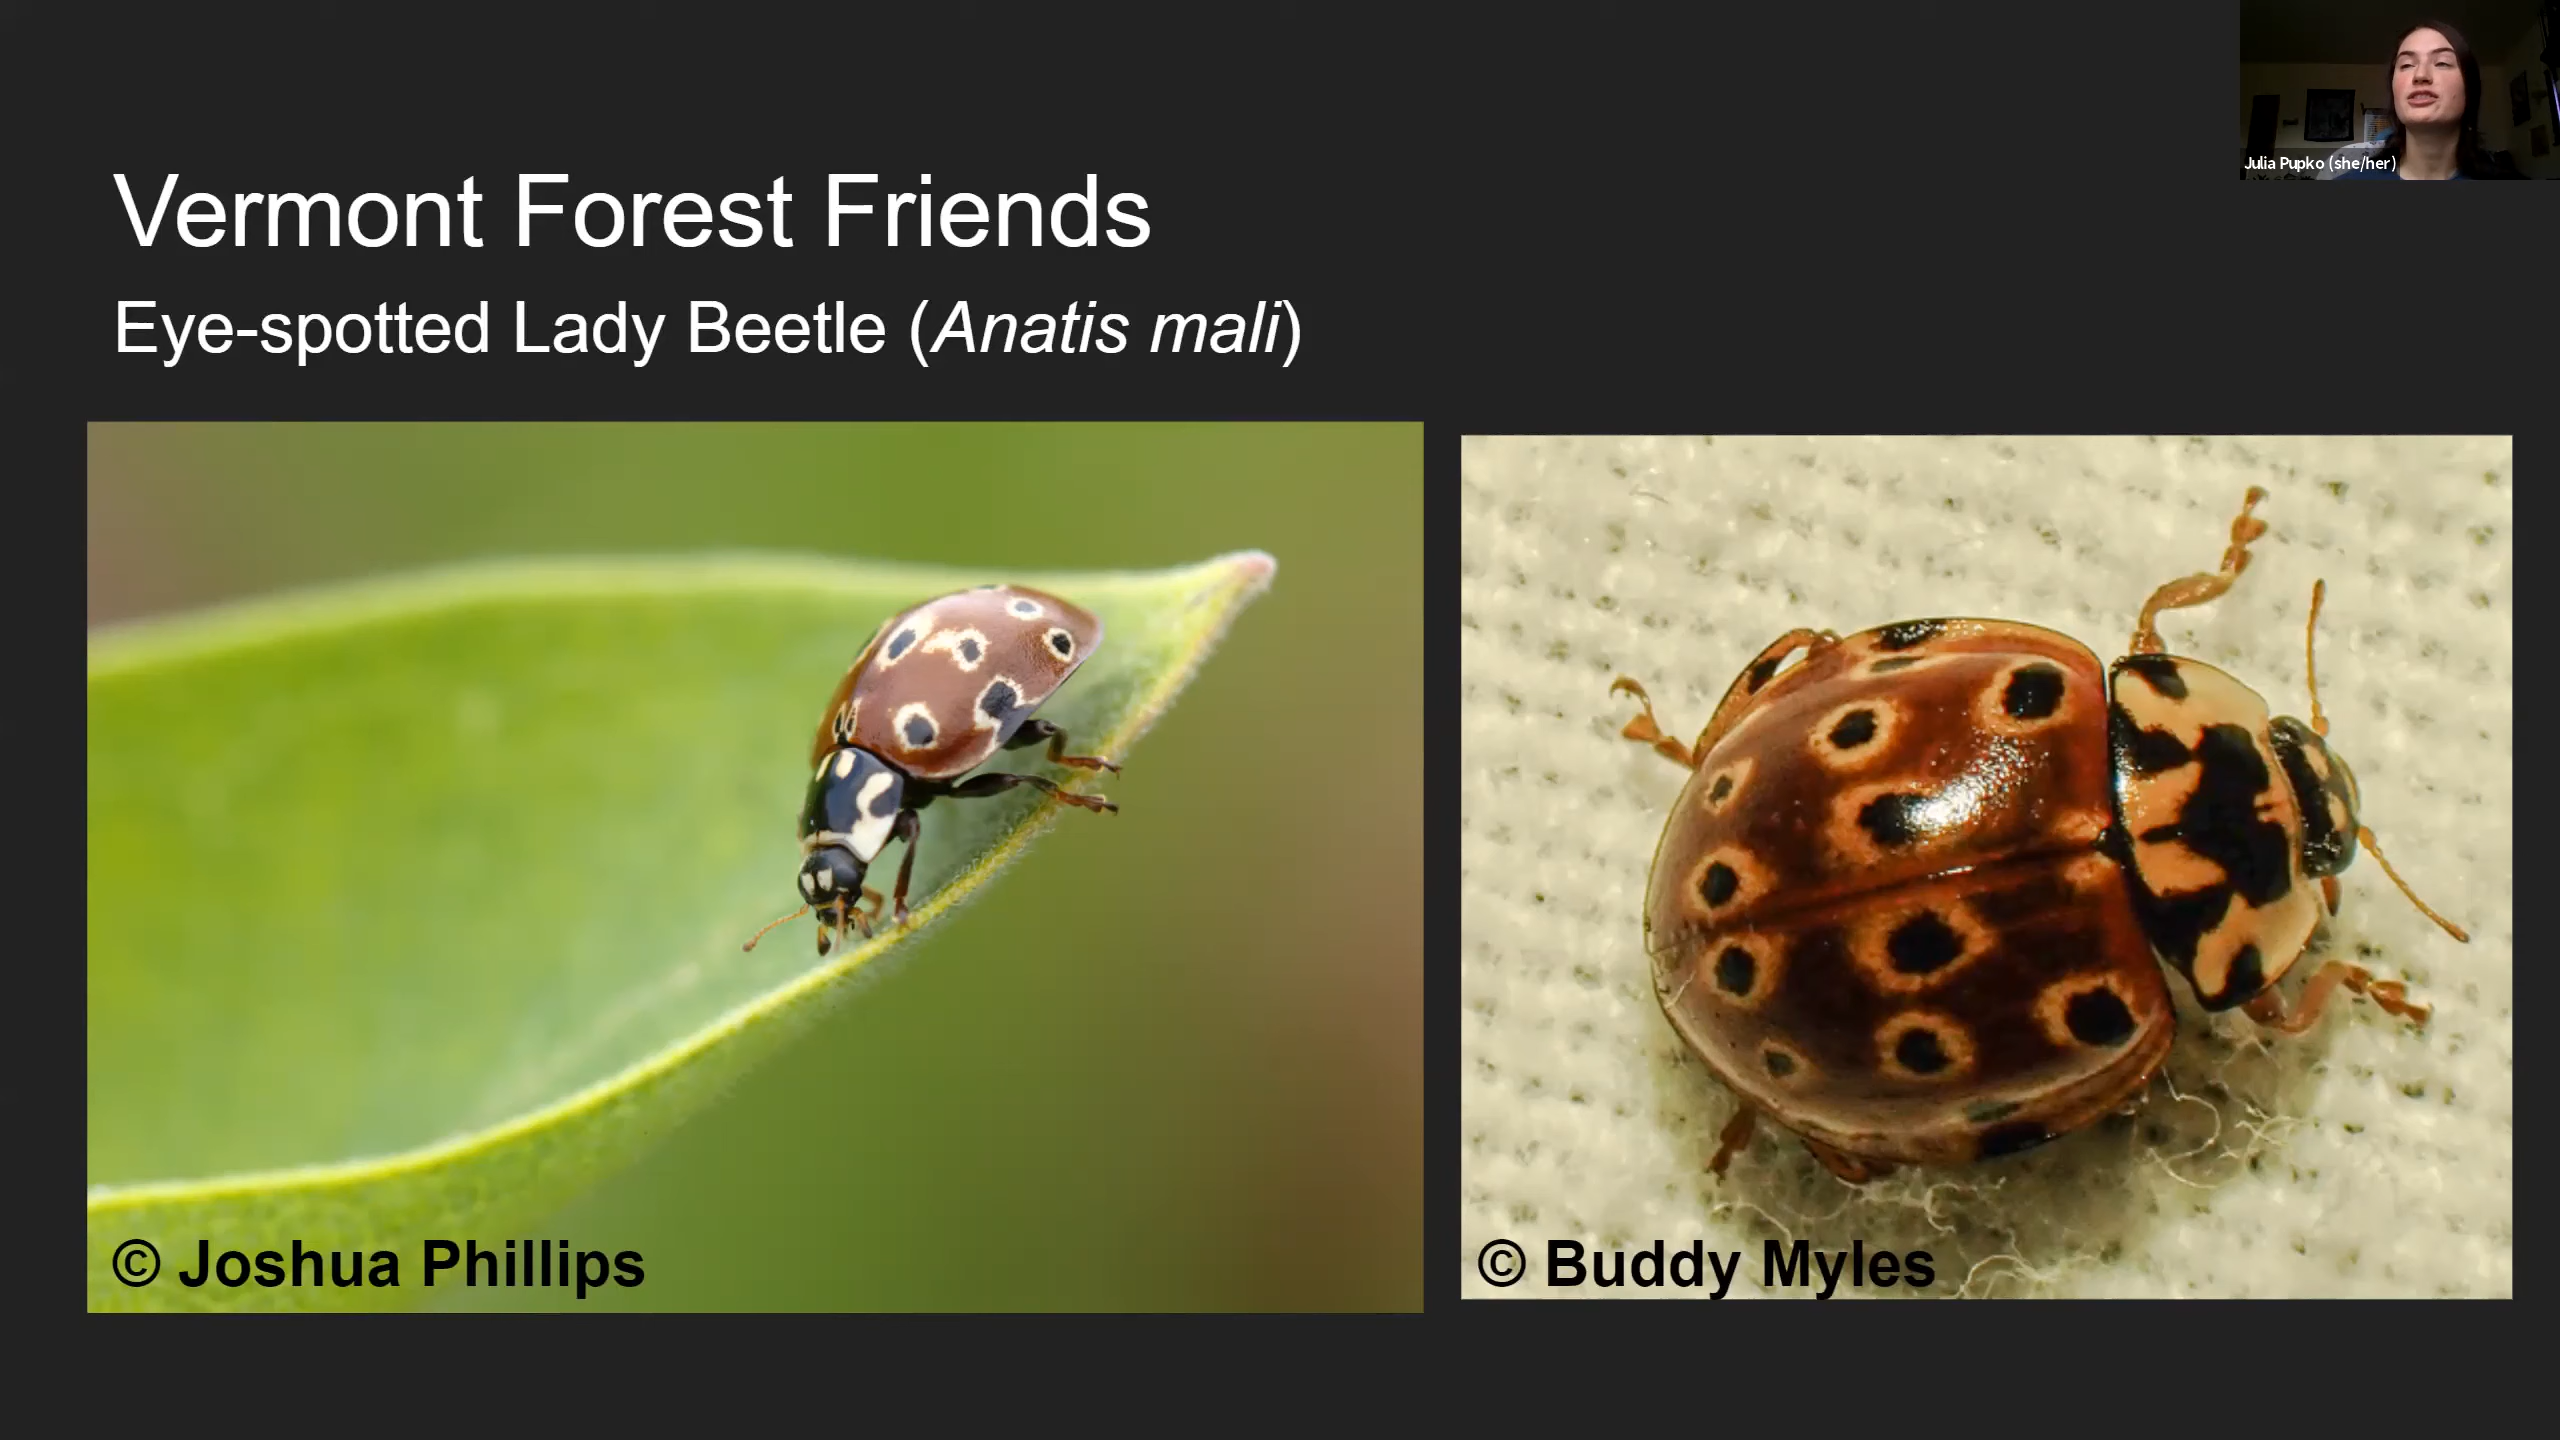 Julia Pupko (she/her)
Vermont Forest Friends
Eye-spotted Lady Beetle (Anatis mali)
© Joshua Phillips
© Buddy Myles